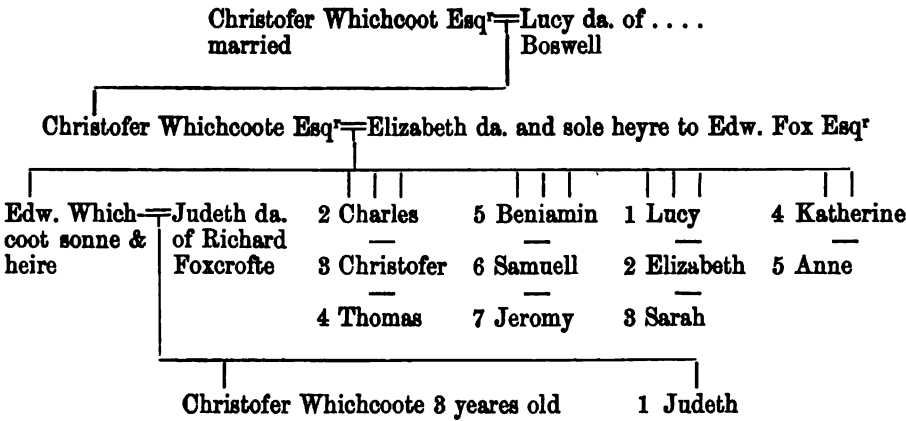 Christofer Whichcoot Esqʳ Lucy da. of . . . .
married Boswell
Christofer Whichcoote Esqʳ Elizabeth da. and sole heyre to Edw. Fox Esqʳ
Edw. Which- Judeth da. 2 Charles 5 Beniamin 1 Lucy 4 Katherine
coot sonne & of Richard 3 Christofer 6 Samuell 2 Elizabeth 5 Anne
heire Foxcrofte 4 Thomas 7 Jeromy 3 Sarah
Christofer Whichcoote 3 yeares old 1 Judeth